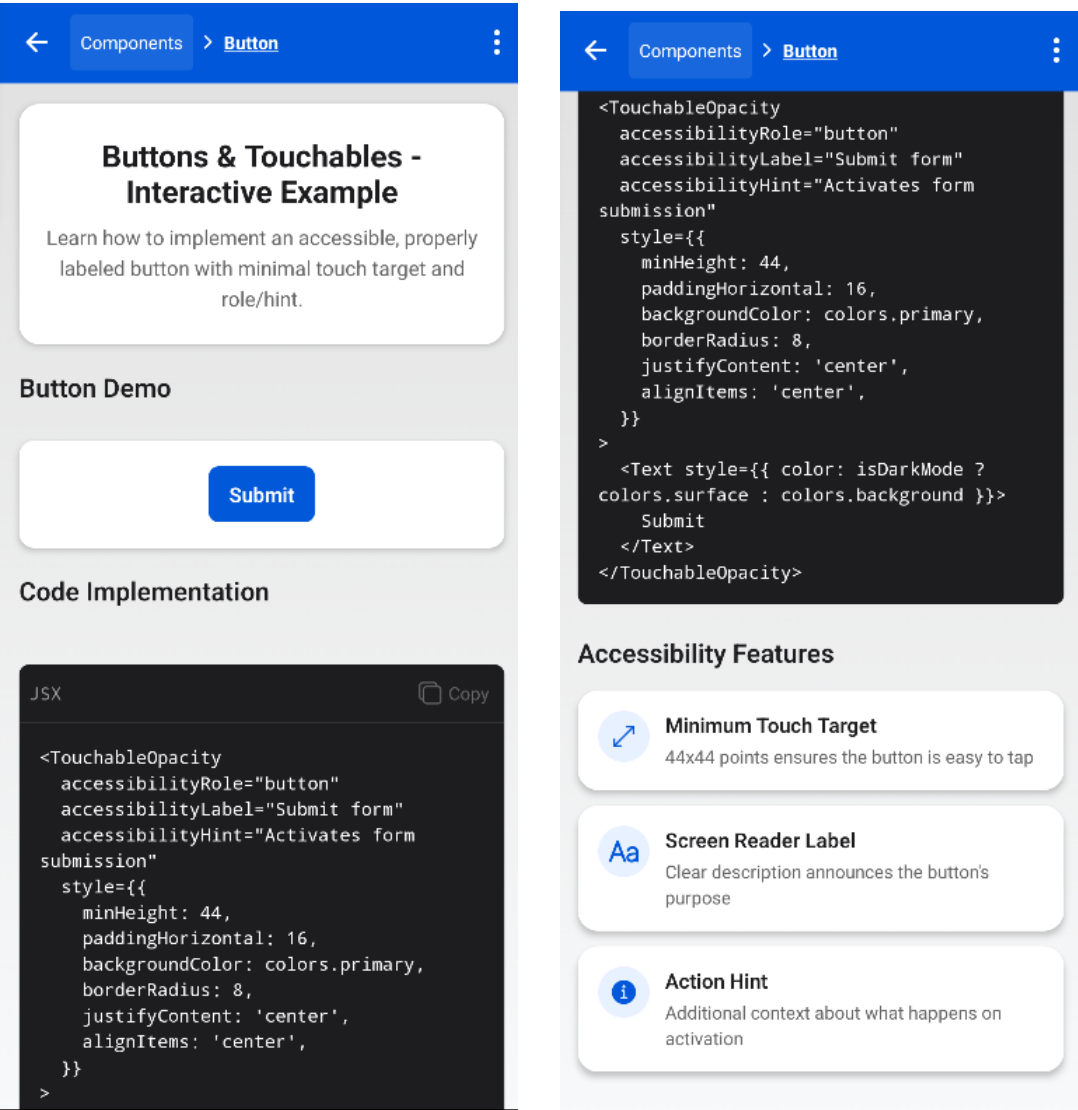 Components > Button
Buttons & Touchables -
Interactive Example
Learn how to implement an accessible, properly
labeled button with minimal touch target and
role/hint.
Button Demo
Submit
Code Implementation
JSX Copy
<TouchableOpacity
  accessibilityRole="button"
  accessibilityLabel="Submit form"
  accessibilityHint="Activates form
submission"
  style={{
    minHeight: 44,
    paddingHorizontal: 16,
    backgroundColor: colors.primary,
    borderRadius: 8,
    justifyContent: 'center',
    alignItems: 'center',
  }}
>
Components > Button
<TouchableOpacity
  accessibilityRole="button"
  accessibilityLabel="Submit form"
  accessibilityHint="Activates form
submission"
  style={{
    minHeight: 44,
    paddingHorizontal: 16,
    backgroundColor: colors.primary,
    borderRadius: 8,
    justifyContent: 'center',
    alignItems: 'center',
  }}
>
  <Text style={{ color: isDarkMode ?
colors.surface : colors.background }}>
    Submit
  </Text>
</TouchableOpacity>
Accessibility Features
Minimum Touch Target
44x44 points ensures the button is easy to tap
Aa
Screen Reader Label
Clear description announces the button's
purpose
Action Hint
Additional context about what happens on
activation